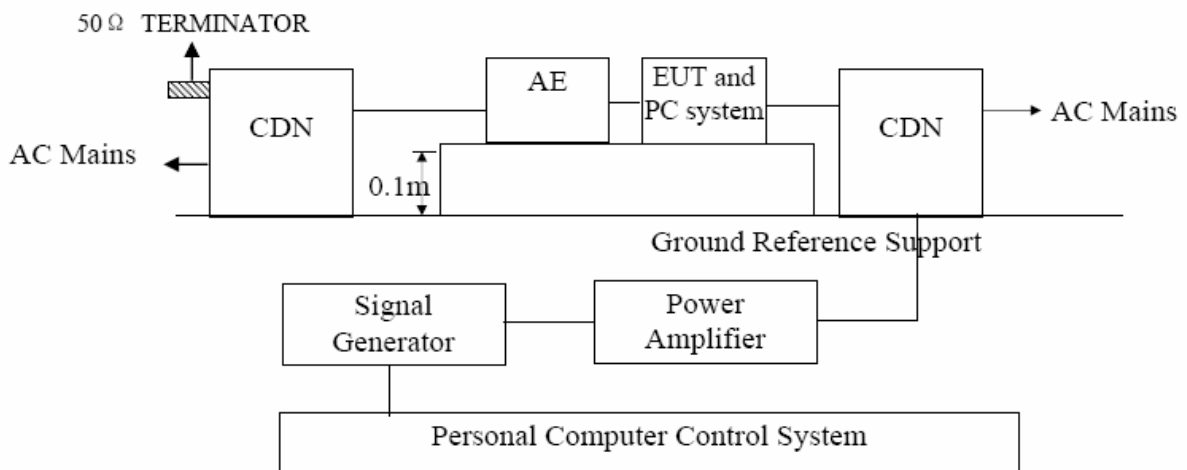 50 Ω TERMINATOR
AE
EUT and
PC system
CDN
CDN
AC Mains
AC Mains
0.1m
Ground Reference Support
Signal
Generator
Power
Amplifier
Personal Computer Control System